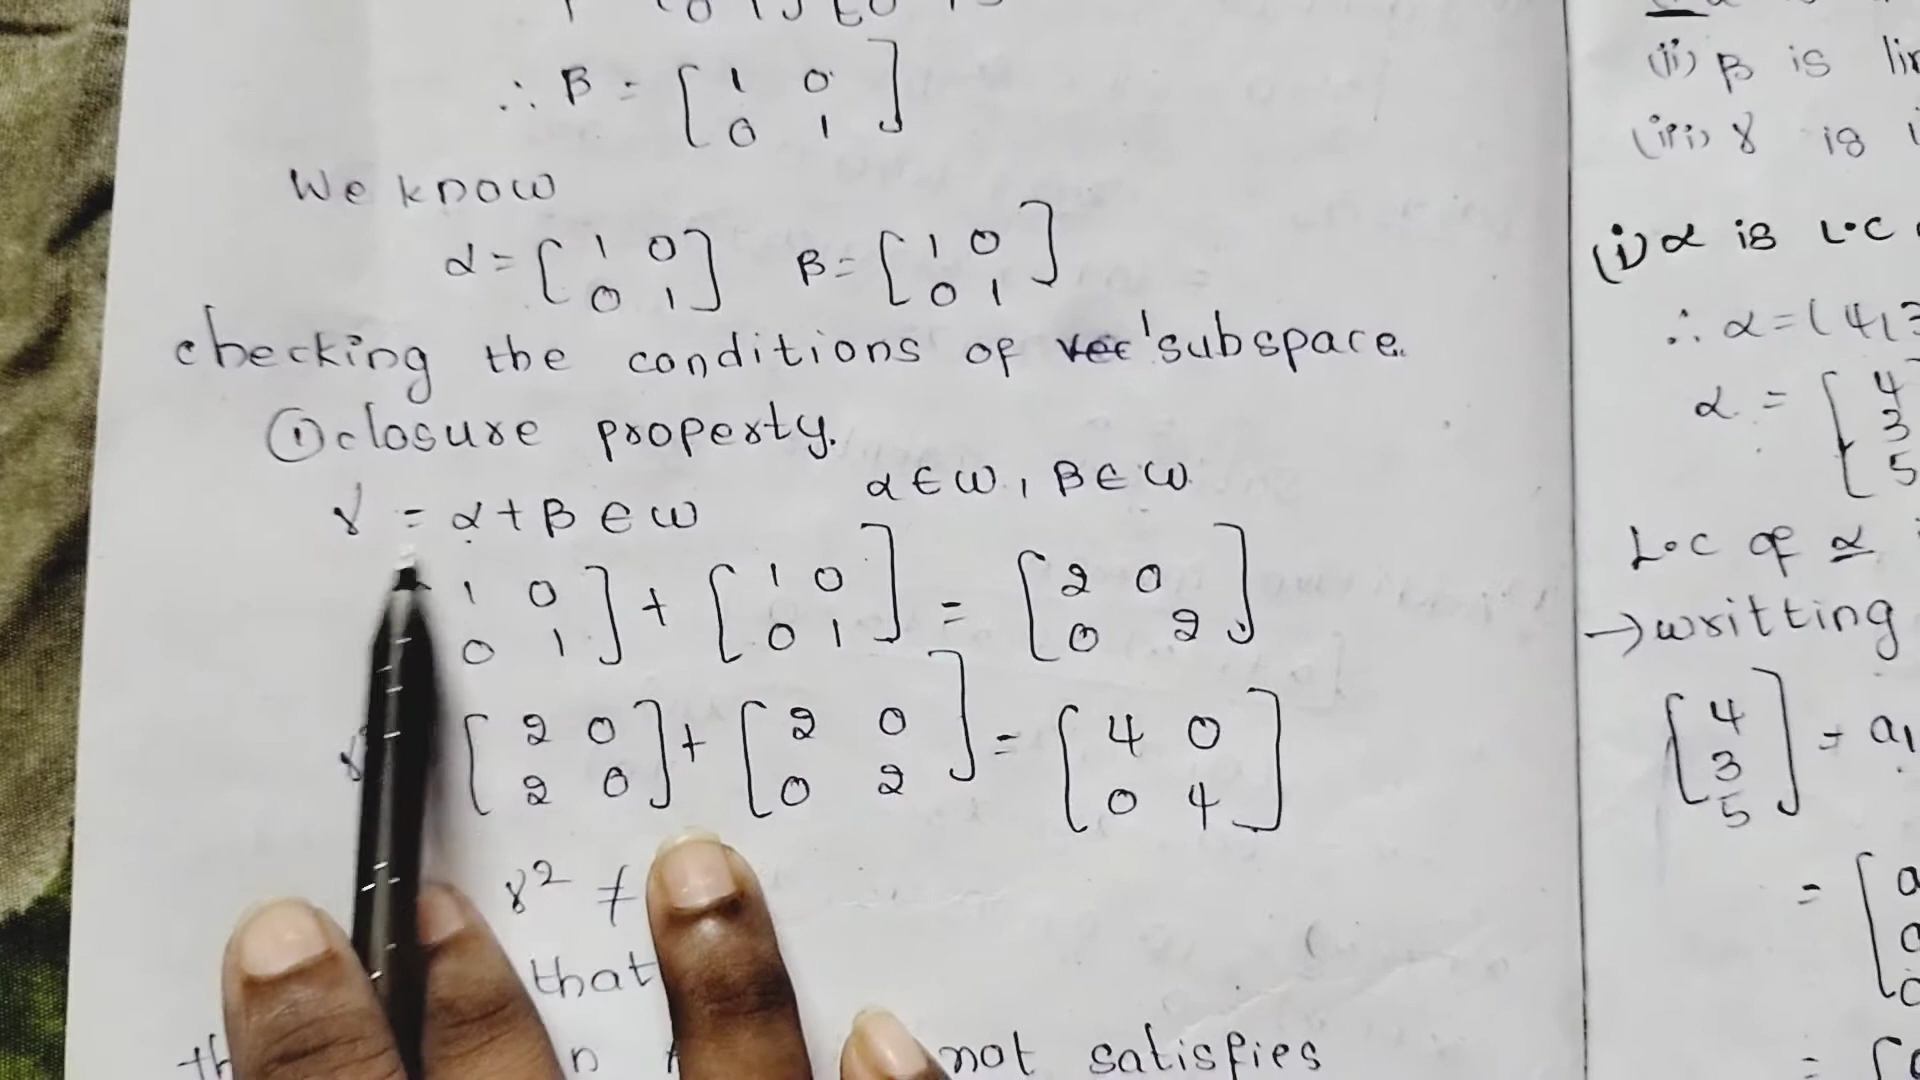 ∴ β = [ 1 0
0 1 ]
We know
α = [ 1 0
0 1 ] β = [ 1 0
0 1 ]
checking the conditions of vec' subspace.
① closure property.
α ∈ W, β ∈ W
γ = α + β ∈ W
1 0
0 1 ] + [ 1 0
0 1 ] = [ 2 0
0 2 ]
[ 2 0
2 0 ] + [ 2 0
0 2 ] = [ 4 0
0 4 ]
γ² ≠
that
not satisfies
(ii) β is
(iii) γ is
(i) α is L.C
∴ α = (4,3
α = [ 4
3
5
L.C of α
→ writting
[ 4
3
5 ] = a₁
= [ a